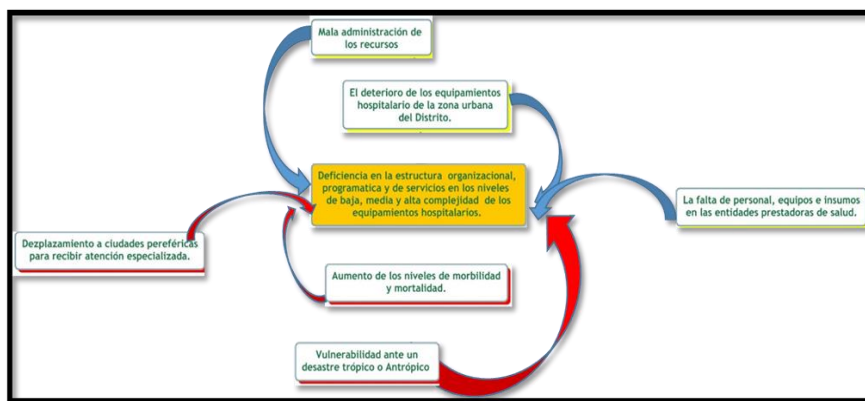 Mala administración de
los recursos
El deterioro de los equipamientos
hospitalario de la zona urbana
del Distrito.
Deficiencia en la estructura organizacional,
programatica y de servicios en los niveles
de baja, media y alta complejidad de los
equipamientos hospitalarios.
La falta de personal, equipos e insumos
en las entidades prestadoras de salud.
Dezplazamiento a ciudades pereféricas
para recibir atención especializada.
Aumento de los niveles de morbilidad
y mortalidad.
Vulnerabilidad ante un
desastre trópico o Antrópico